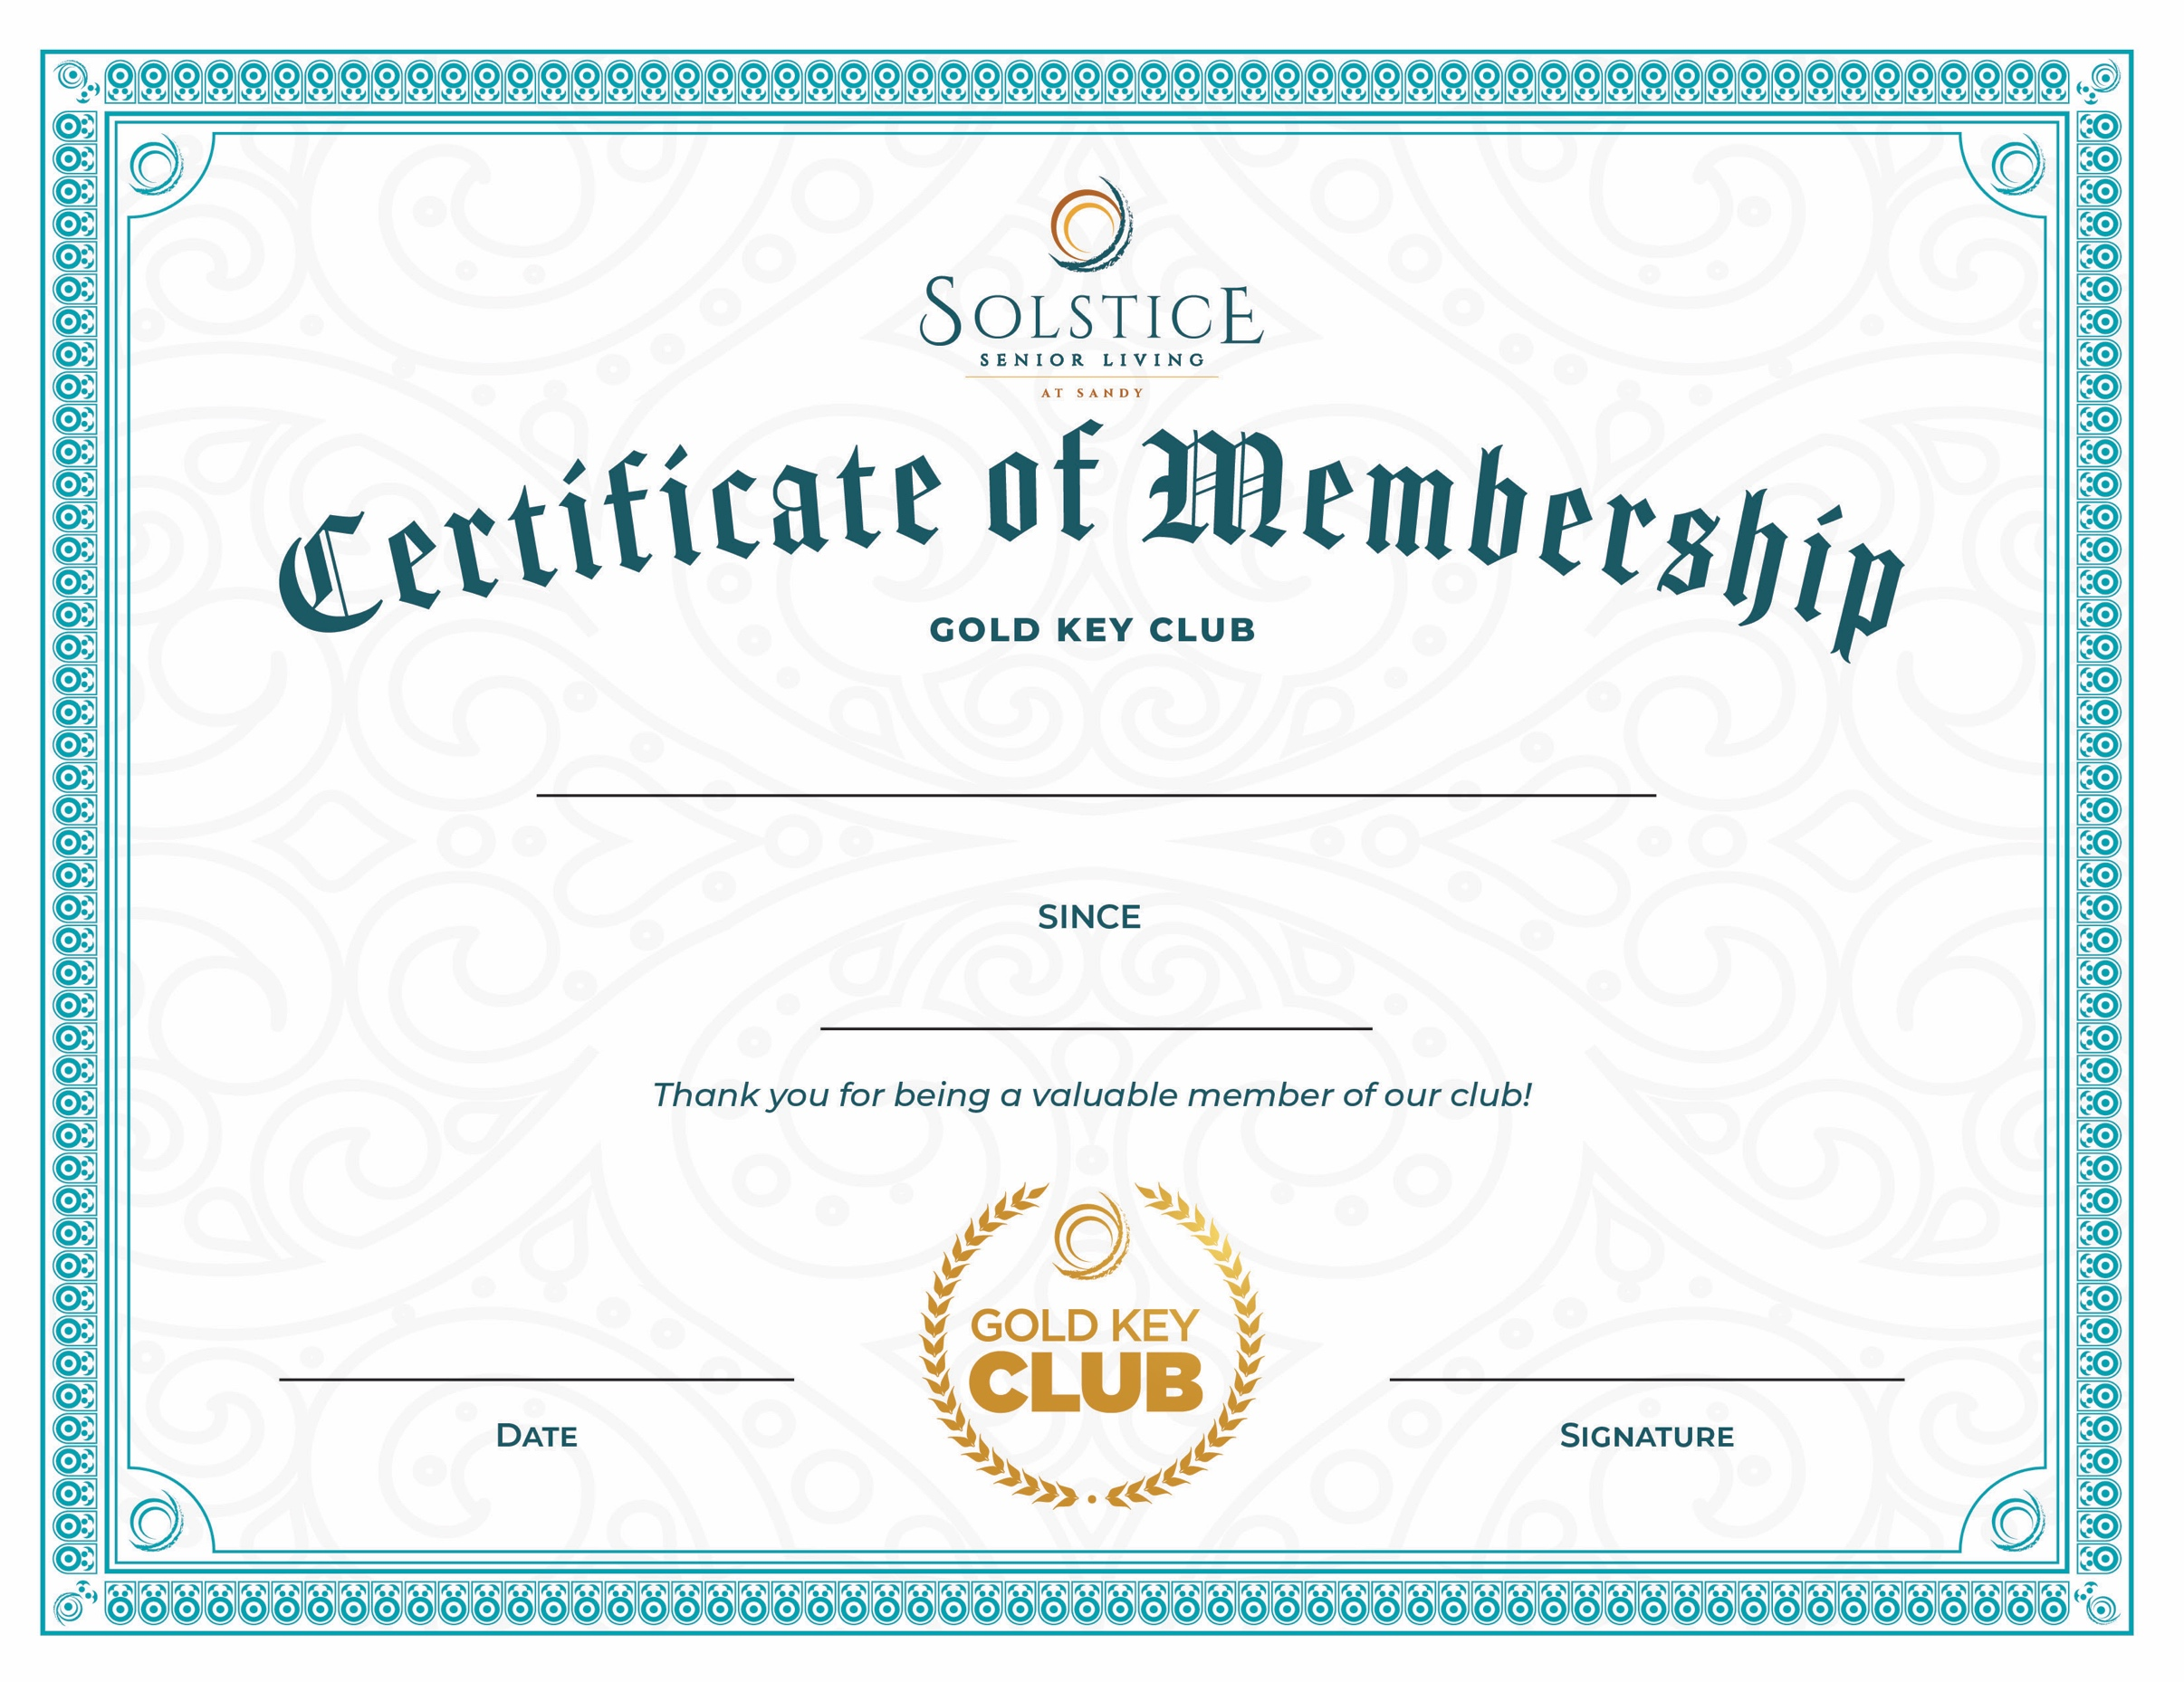 SOLSTICE
SENIOR LIVING
AT SANDY
Certificate of Membership
GOLD KEY CLUB
SINCE
Thank you for being a valuable member of our club!
GOLD KEY
CLUB
DATE
SIGNATURE